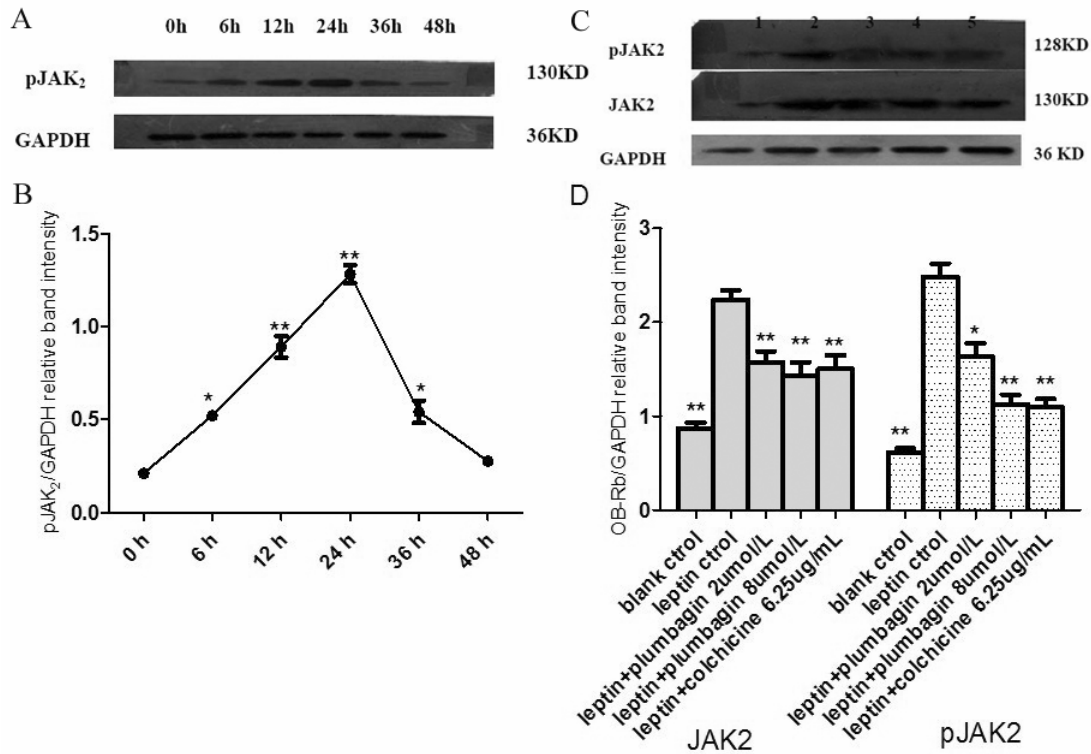 A
0h 6h 12h 24h 36h 48h
pJAK₂ 130KD
GAPDH 36KD
B
pJAK₂/GAPDH relative band intensity
1.5
1.0
0.5
0.0
*
**
**
*
0 h
6 h
12 h
24 h
36 h
48 h
C
1 2 3 4 5
pJAK2 128KD
JAK2 130KD
GAPDH 36 KD
D
OB-Rb/GAPDH relative band intensity
3
2
1
0
**
**
**
**
**
*
**
**
blank ctrol
leptin ctrol
leptin+plumbagin 2umol/L
leptin+plumbagin 8umol/L
leptin+colchicine 6.25ug/mL
blank ctrol
leptin ctrol
leptin+plumbagin 2umol/L
leptin+plumbagin 8umol/L
leptin+colchicine 6.25ug/mL
JAK2
pJAK2